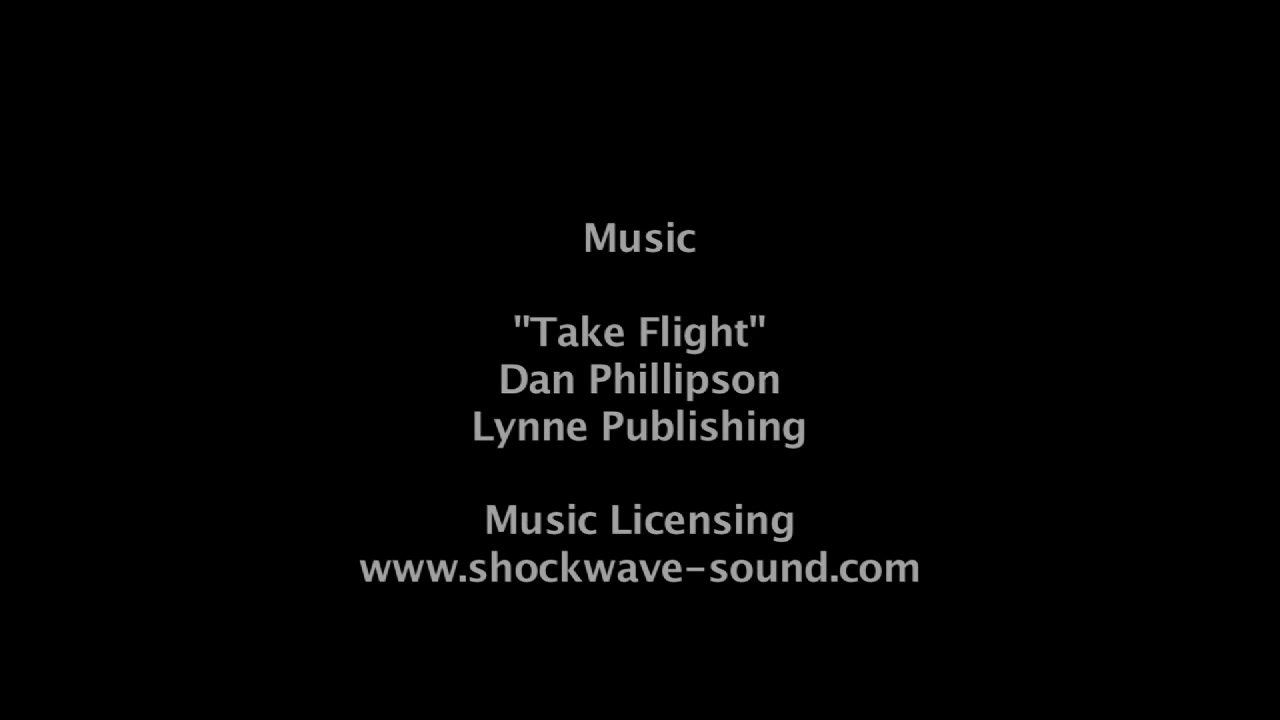 Music
"Take Flight"
Dan Phillipson
Lynne Publishing
Music Licensing
www.shockwave-sound.com